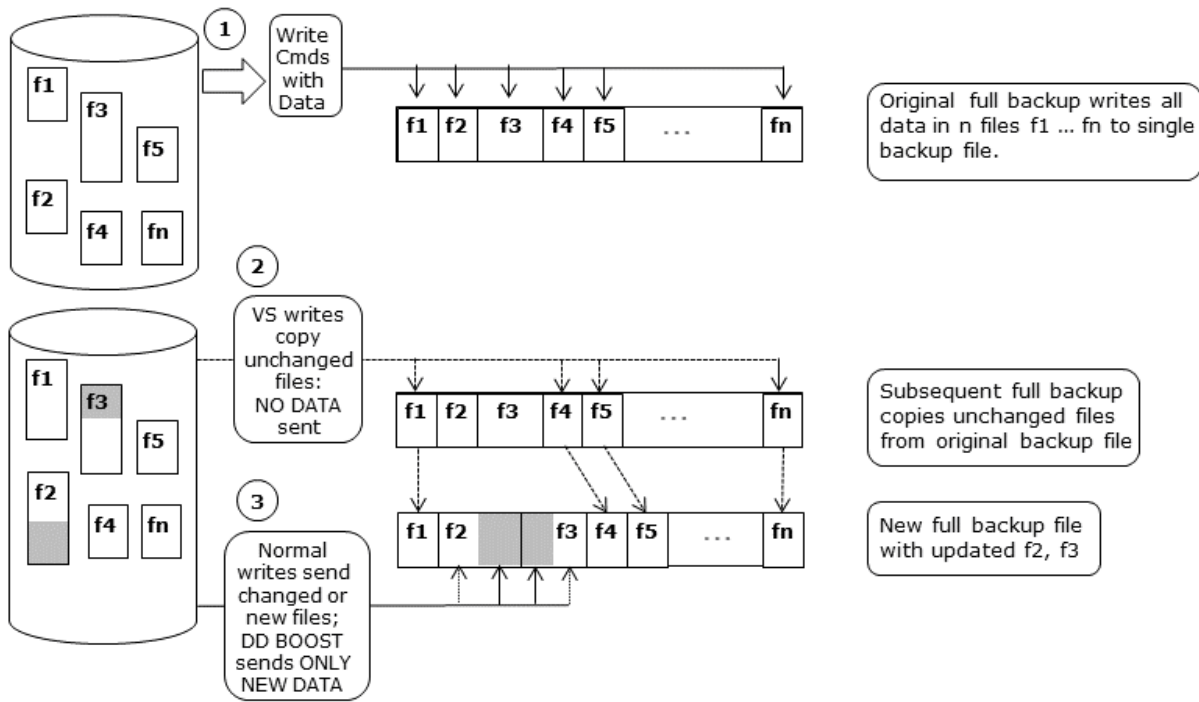 1
Write
Cmds
with
Data
f1
f3
f5
f2
f4
fn
f1 f2 f3 f4 f5 ... fn
Original full backup writes all
data in n files f1 ... fn to single
backup file.
2
VS writes
copy
unchanged
files:
NO DATA
sent
f1
f3
f5
f2
f4
fn
f1 f2 f3 f4 f5 ... fn
Subsequent full backup
copies unchanged files
from original backup file
3
Normal
writes send
changed or
new files;
DD BOOST
sends ONLY
NEW DATA
f1 f2 f3 f4 f5 ... fn
New full backup file
with updated f2, f3